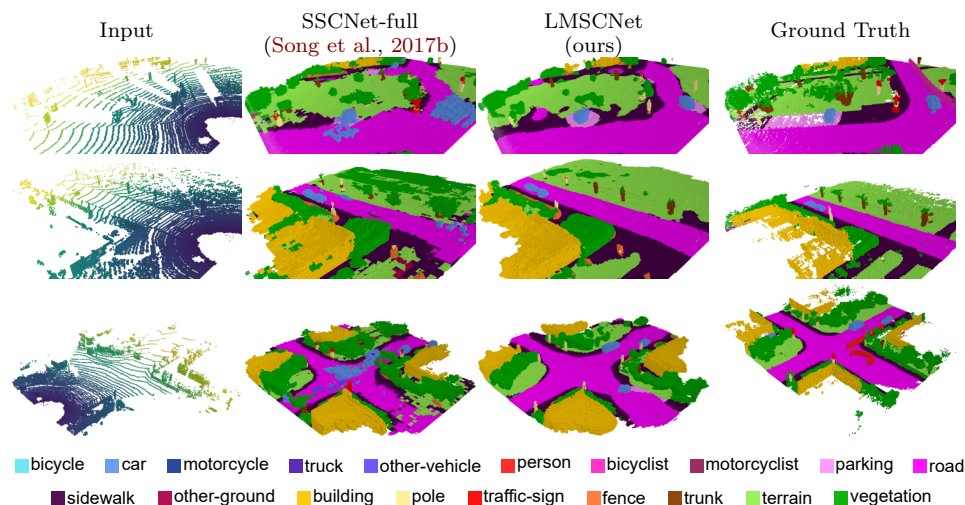 Input
SSCNet-full
(Song et al., 2017b)
LMSCNet
(ours)
Ground Truth
bicycle car motorcycle truck other-vehicle person bicyclist motorcyclist parking road
sidewalk other-ground building pole traffic-sign fence trunk terrain vegetation